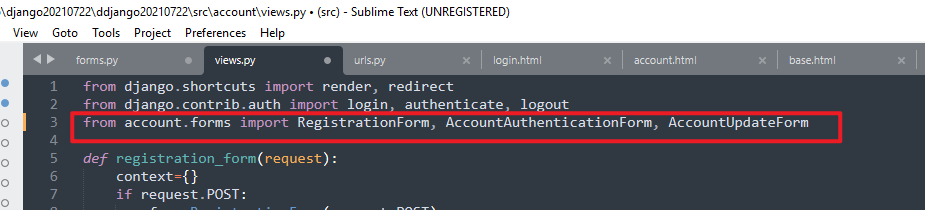 \django20210722\ddjango20210722\src\account\views.py • (src) - Sublime Text (UNREGISTERED)
View Goto Tools Project Preferences Help
forms.py views.py urls.py login.html account.html base.html
1 from django.shortcuts import render, redirect
2 from django.contrib.auth import login, authenticate, logout
3 from account.forms import RegistrationForm, AccountAuthenticationForm, AccountUpdateForm
4
5 def registration_form(request):
6 context={}
7 if request.POST: